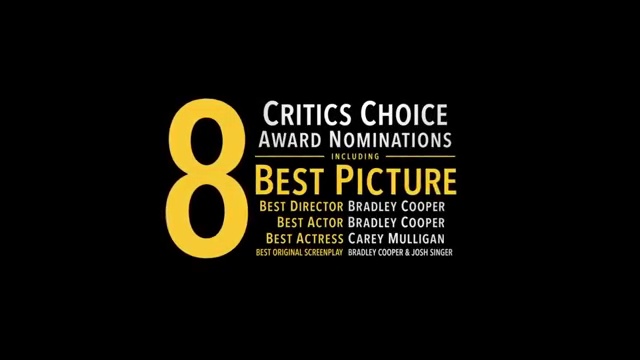 8
CRITICS CHOICE
AWARD NOMINATIONS
INCLUDING
BEST PICTURE
BEST DIRECTOR BRADLEY COOPER
BEST ACTOR BRADLEY COOPER
BEST ACTRESS CAREY MULLIGAN
BEST ORIGINAL SCREENPLAY BRADLEY COOPER & JOSH SINGER